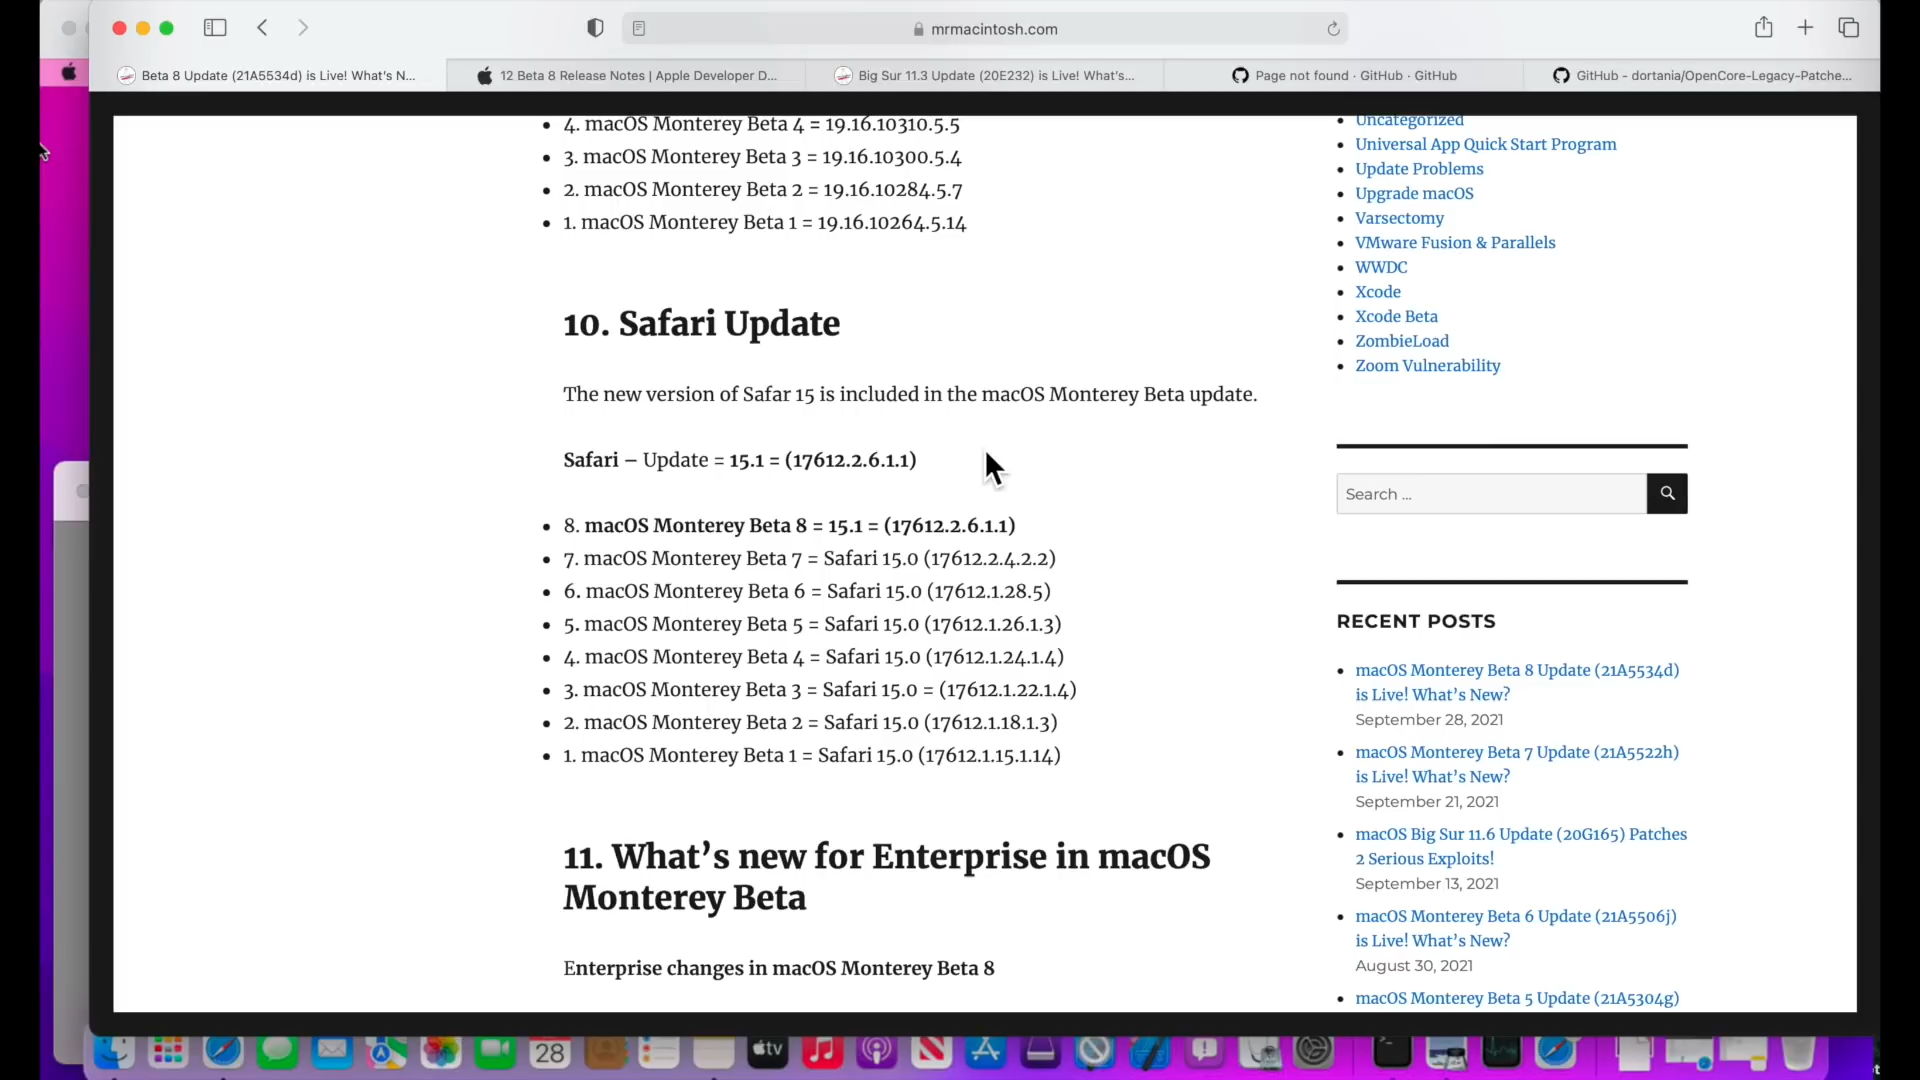 mrmacintosh.com
Beta 8 Update (21A5534d) is Live! What's N...
12 Beta 8 Release Notes | Apple Developer D...
Big Sur 11.3 Update (20E232) is Live! What's...
Page not found · GitHub · GitHub
GitHub - dortania/OpenCore-Legacy-Patche...
4. macOS Monterey Beta 4 = 19.16.10310.5.5
3. macOS Monterey Beta 3 = 19.16.10300.5.4
2. macOS Monterey Beta 2 = 19.16.10284.5.7
1. macOS Monterey Beta 1 = 19.16.10264.5.14
10. Safari Update
The new version of Safar 15 is included in the macOS Monterey Beta update.
Safari – Update = 15.1 = (17612.2.6.1.1)
8. macOS Monterey Beta 8 = 15.1 = (17612.2.6.1.1)
7. macOS Monterey Beta 7 = Safari 15.0 (17612.2.4.2.2)
6. macOS Monterey Beta 6 = Safari 15.0 (17612.1.28.5)
5. macOS Monterey Beta 5 = Safari 15.0 (17612.1.26.1.3)
4. macOS Monterey Beta 4 = Safari 15.0 (17612.1.24.1.4)
3. macOS Monterey Beta 3 = Safari 15.0 = (17612.1.22.1.4)
2. macOS Monterey Beta 2 = Safari 15.0 (17612.1.18.1.3)
1. macOS Monterey Beta 1 = Safari 15.0 (17612.1.15.1.14)
11. What's new for Enterprise in macOS
Monterey Beta
Enterprise changes in macOS Monterey Beta 8
Uncategorized
Universal App Quick Start Program
Update Problems
Upgrade macOS
Varsectomy
VMware Fusion & Parallels
WWDC
Xcode
Xcode Beta
ZombieLoad
Zoom Vulnerability
Search ...
RECENT POSTS
macOS Monterey Beta 8 Update (21A5534d)
is Live! What's New?
September 28, 2021
macOS Monterey Beta 7 Update (21A5522h)
is Live! What's New?
September 21, 2021
macOS Big Sur 11.6 Update (20G165) Patches
2 Serious Exploits!
September 13, 2021
macOS Monterey Beta 6 Update (21A5506j)
is Live! What's New?
August 30, 2021
macOS Monterey Beta 5 Update (21A5304g)
28
tv